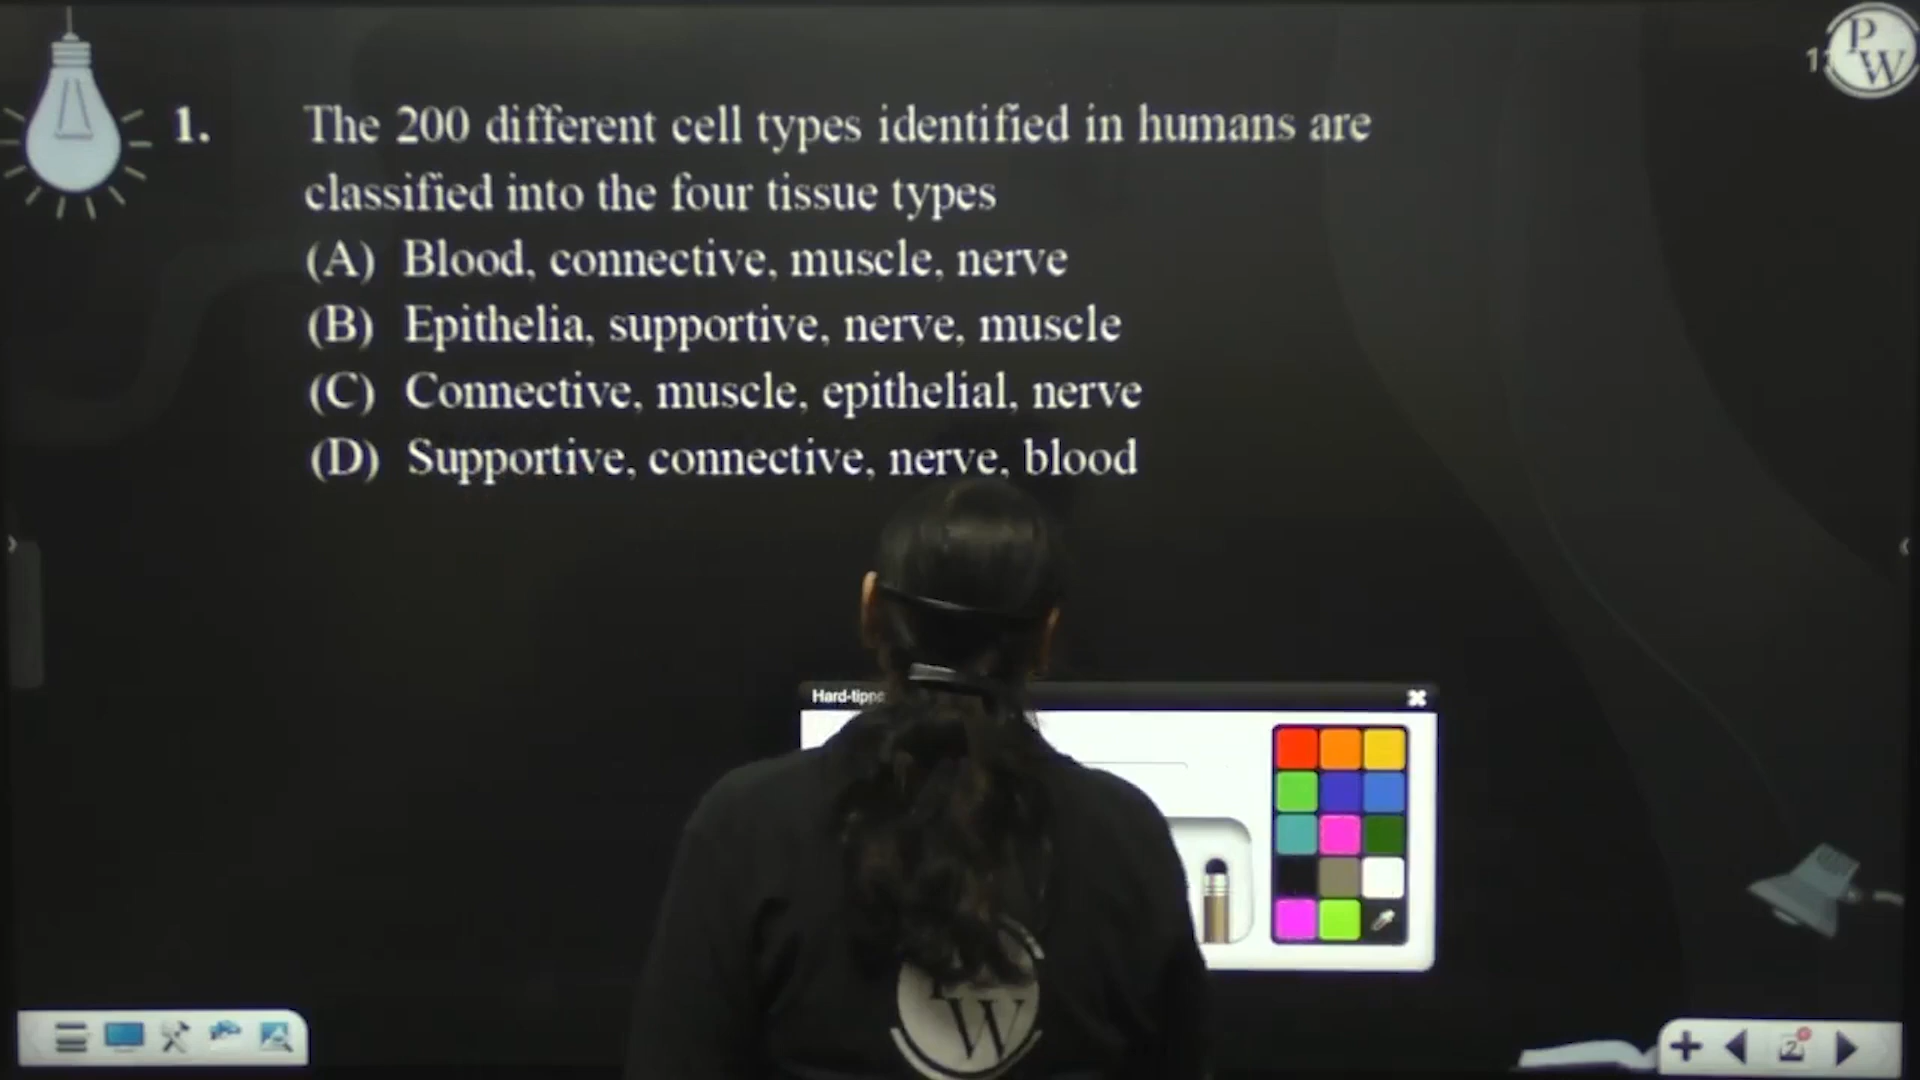 P
W
1. The 200 different cell types identified in humans are
classified into the four tissue types
(A) Blood, connective, muscle, nerve
(B) Epithelia, supportive, nerve, muscle
(C) Connective, muscle, epithelial, nerve
(D) Supportive, connective, nerve, blood
W
2